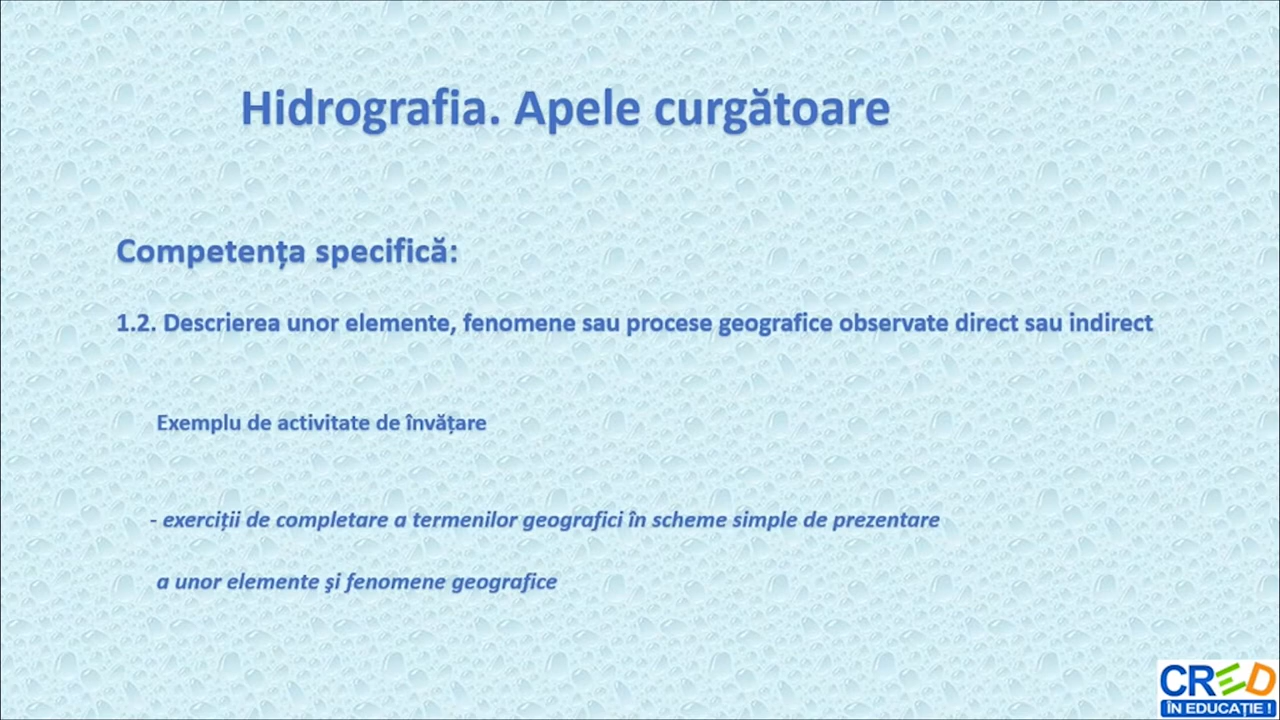 Hidrografia. Apele curgătoare
Competența specifică:
1.2. Descrierea unor elemente, fenomene sau procese geografice observate direct sau indirect
Exemplu de activitate de învățare
- exerciții de completare a termenilor geografici în scheme simple de prezentare
a unor elemente şi fenomene geografice
CRED
ÎN EDUCAȚIE !